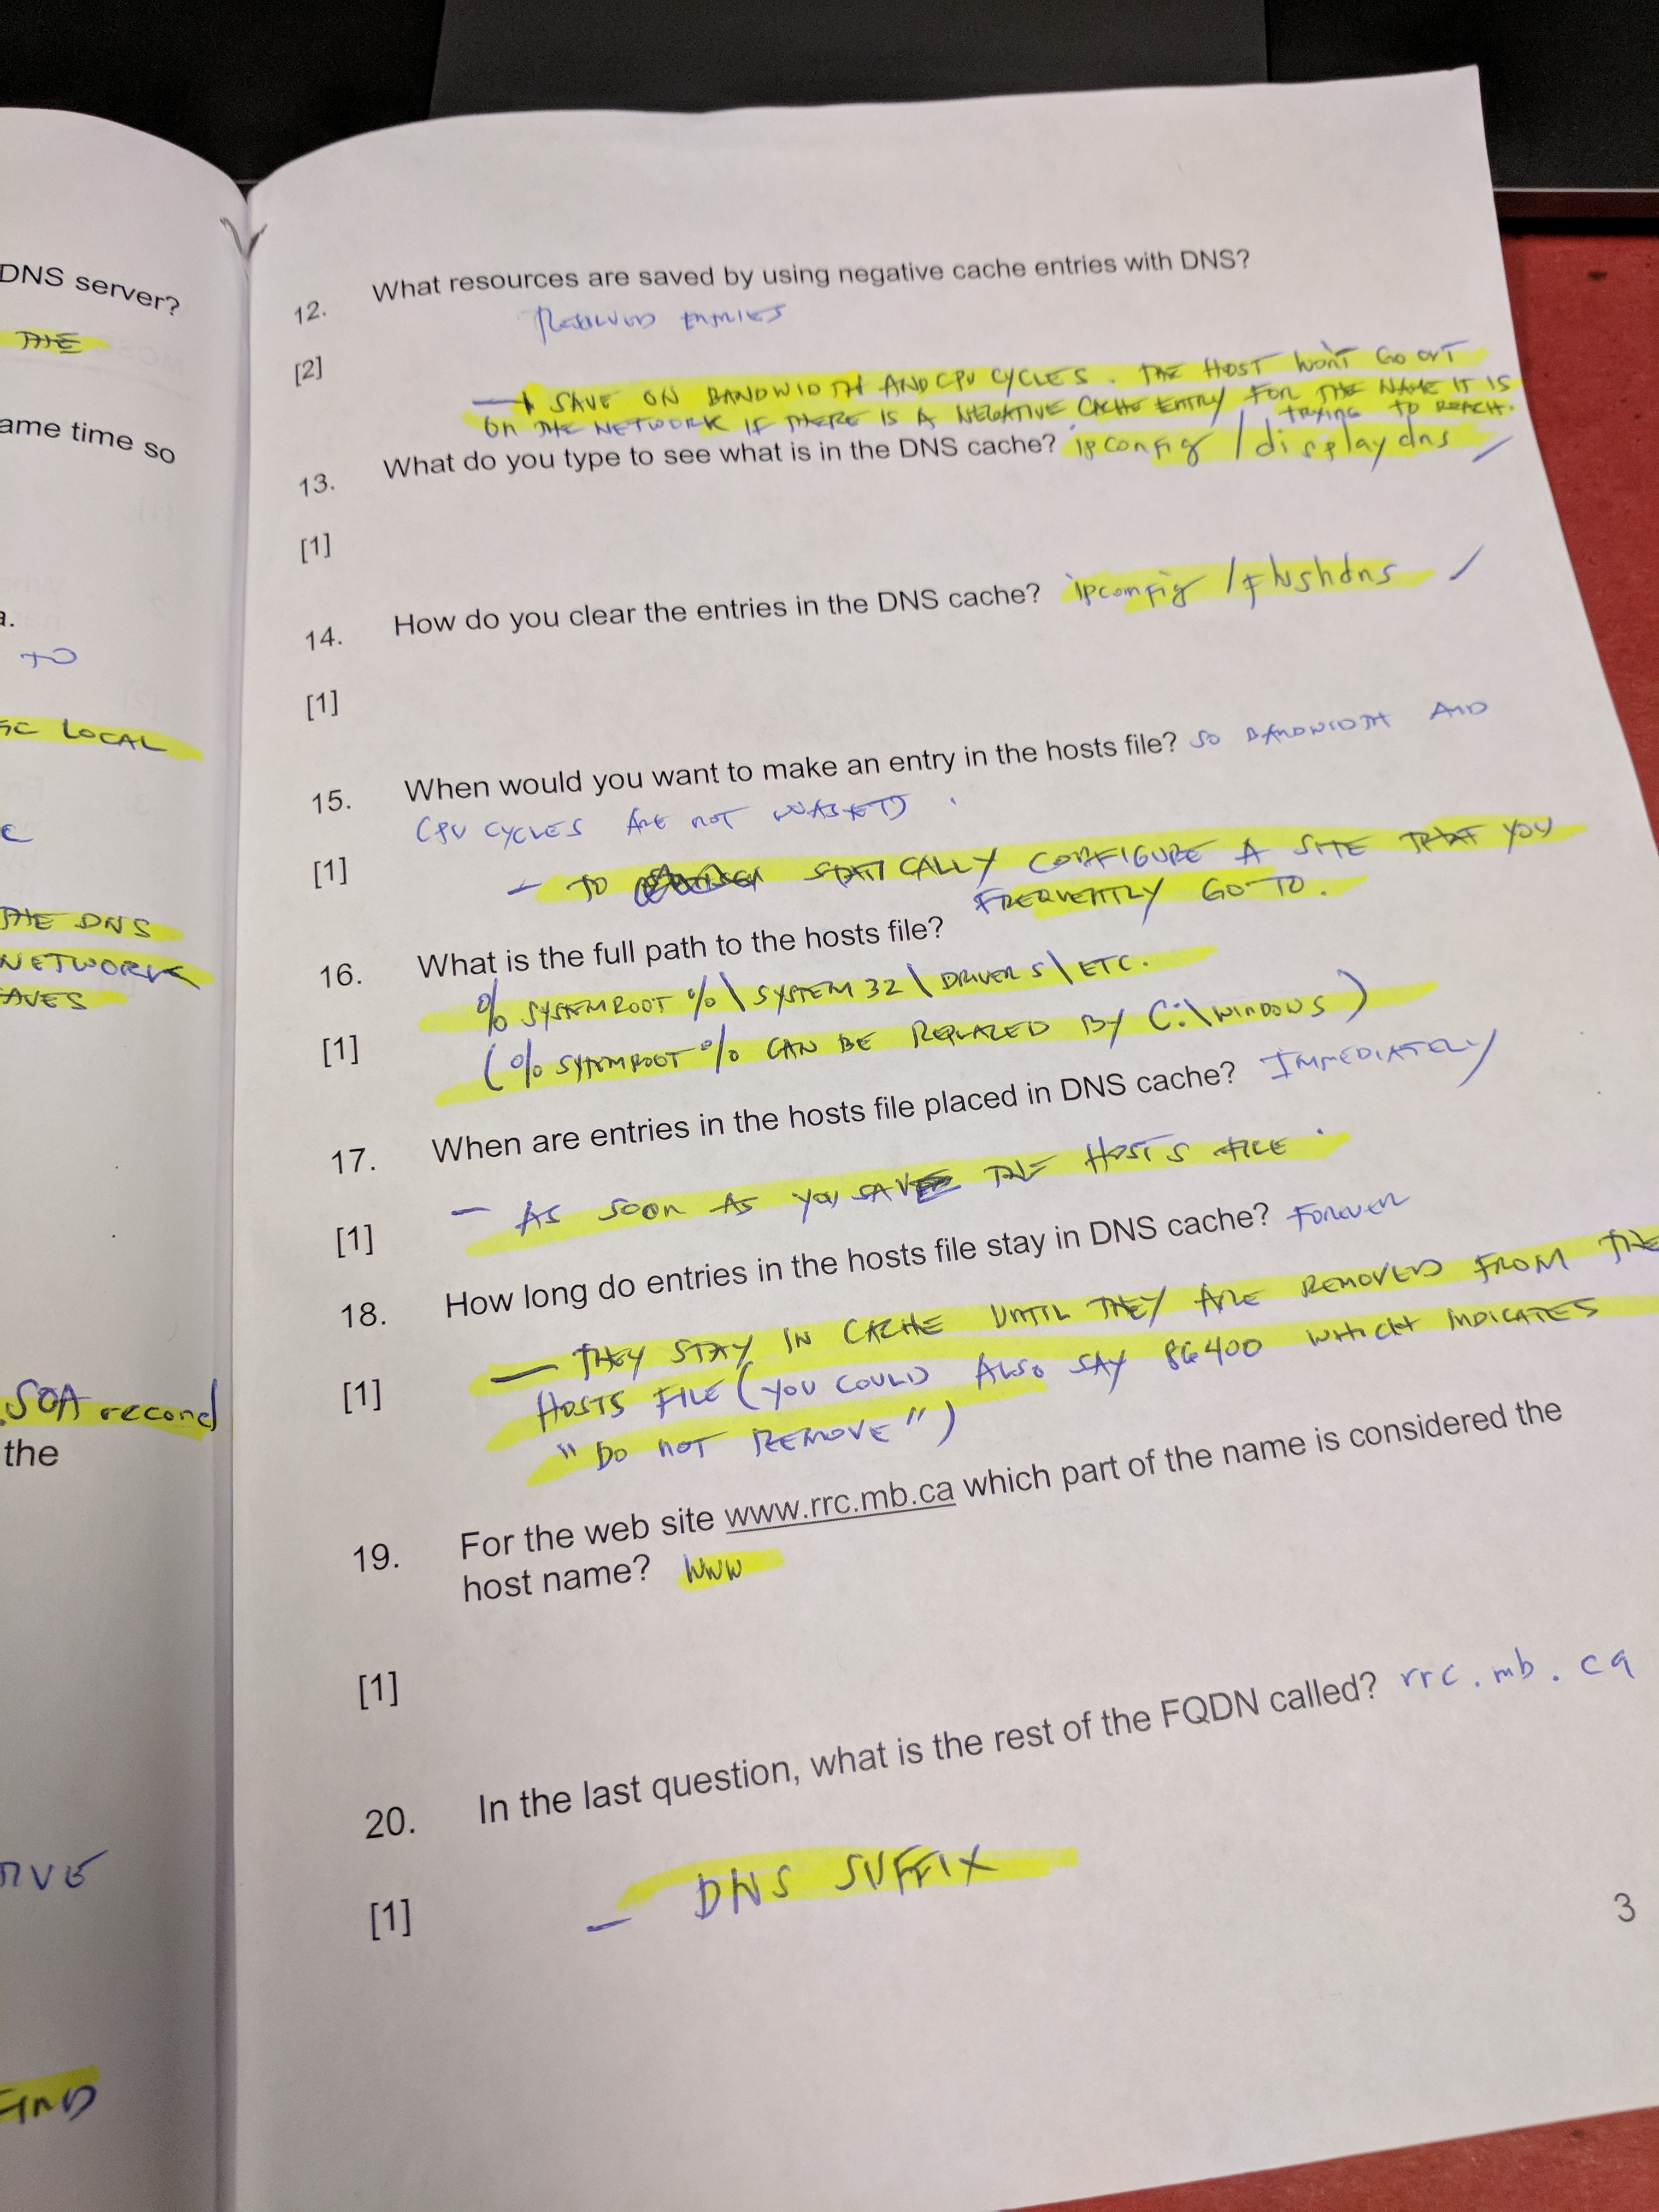 DNS server?
THE
ame time so
a.
TO
SC LOCAL
C
THE DNS
NETWORK
AVES
SOA record
the
FIND
12. What resources are saved by using negative cache entries with DNS?
RESOLVED ENTRIES
[2]
SAVE ON BANDWIDTH AND CPU CYCLES. THE HOST WON'T GO OUT
ON THE NETWORK IF THERE IS A NEGATIVE CACHE ENTRY FOR THE NAME IT IS
TRYING TO REACH.
13. What do you type to see what is in the DNS cache? ipconfig /displaydns
[1]
14. How do you clear the entries in the DNS cache? ipconfig /flushdns
[1]
15. When would you want to make an entry in the hosts file? SO BANDWIDTH AND
CPU CYCLES ARE NOT WASTED.
[1]
- TO STATICALLY CONFIGURE A SITE THAT YOU
FREQUENTLY GO TO.
16. What is the full path to the hosts file?
%SYSTEMROOT%\SYSTEM32\DRIVERS\ETC.
[1]
(%SYTEMROOT% CAN BE REPLACED BY C:\WINDOWS)
17. When are entries in the hosts file placed in DNS cache? IMMEDIATELY
- AS SOON AS YOU SAVE THE HOSTS FILE.
[1]
18. How long do entries in the hosts file stay in DNS cache? FOREVER
- THEY STAY IN CACHE UNTIL THEY ARE REMOVED FROM THE
[1]
HOSTS FILE (YOU COULD ALSO SAY 86400 WHICH INDICATES
"DO NOT REMOVE")
19. For the web site www.rrc.mb.ca which part of the name is considered the
host name? WWW
[1]
20. In the last question, what is the rest of the FQDN called? rrc.mb.ca
[1]
- DNS SUFFIX
3